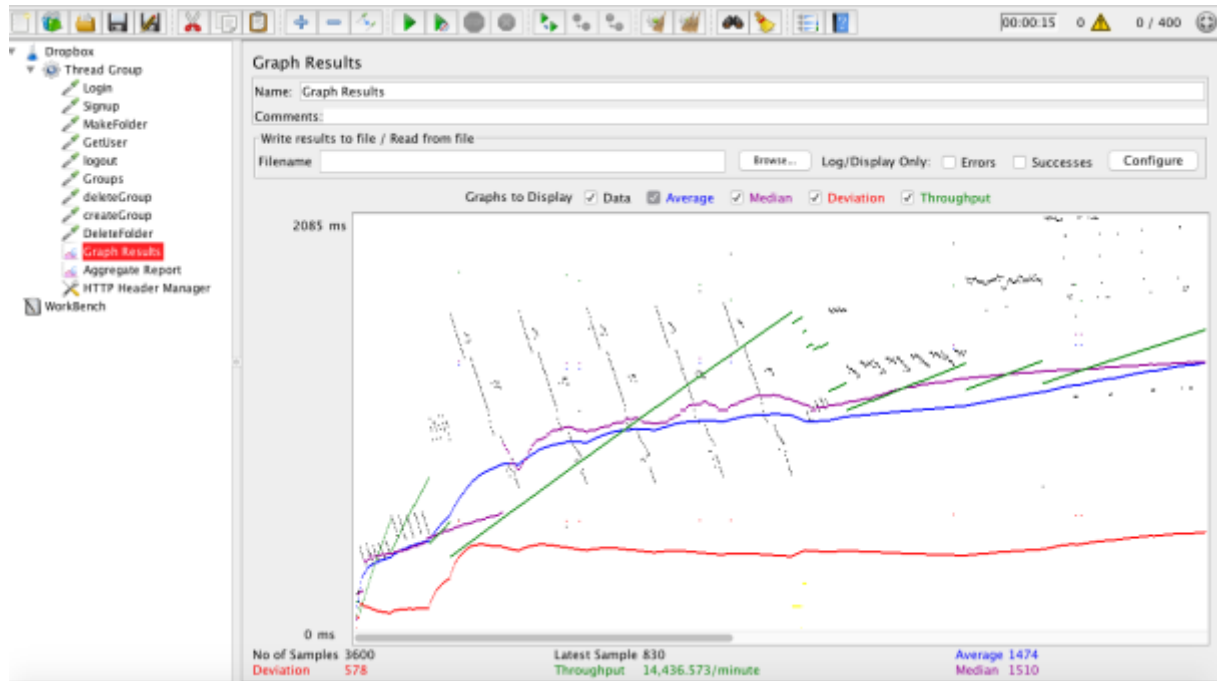 00:00:15 0 0 / 400
Dropbox
Thread Group
Login
Signup
MakeFolder
GetUser
logout
Groups
deleteGroup
createGroup
DeleteFolder
Graph Results
Aggregate Report
HTTP Header Manager
WorkBench
Graph Results
Name: Graph Results
Comments:
Write results to file / Read from file
Filename Browse... Log/Display Only: Errors Successes Configure
Graphs to Display Data Average Median Deviation Throughput
2085 ms
0 ms
No of Samples 3600 Latest Sample 830 Average 1474
Deviation 578 Throughput 14,436.573/minute Median 1510